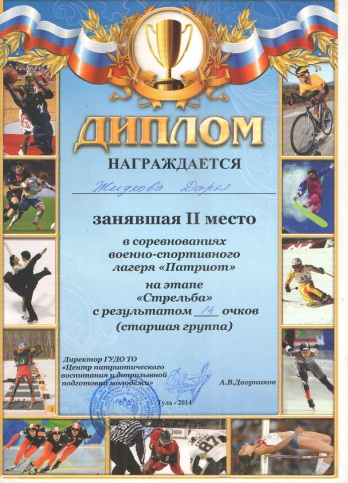 ДИПЛОМ
НАГРАЖДАЕТСЯ
Жидкова Дарья
занявшая II место
в соревнованиях
военно-спортивного
лагеря «Патриот»
на этапе
«Стрельба»
с результатом 14 очков
(старшая группа)
Директор ГУДО ТО
«Центр патриотического
воспитания и допризывной
подготовки молодёжи»
А.В.Дворников
Тула - 2014